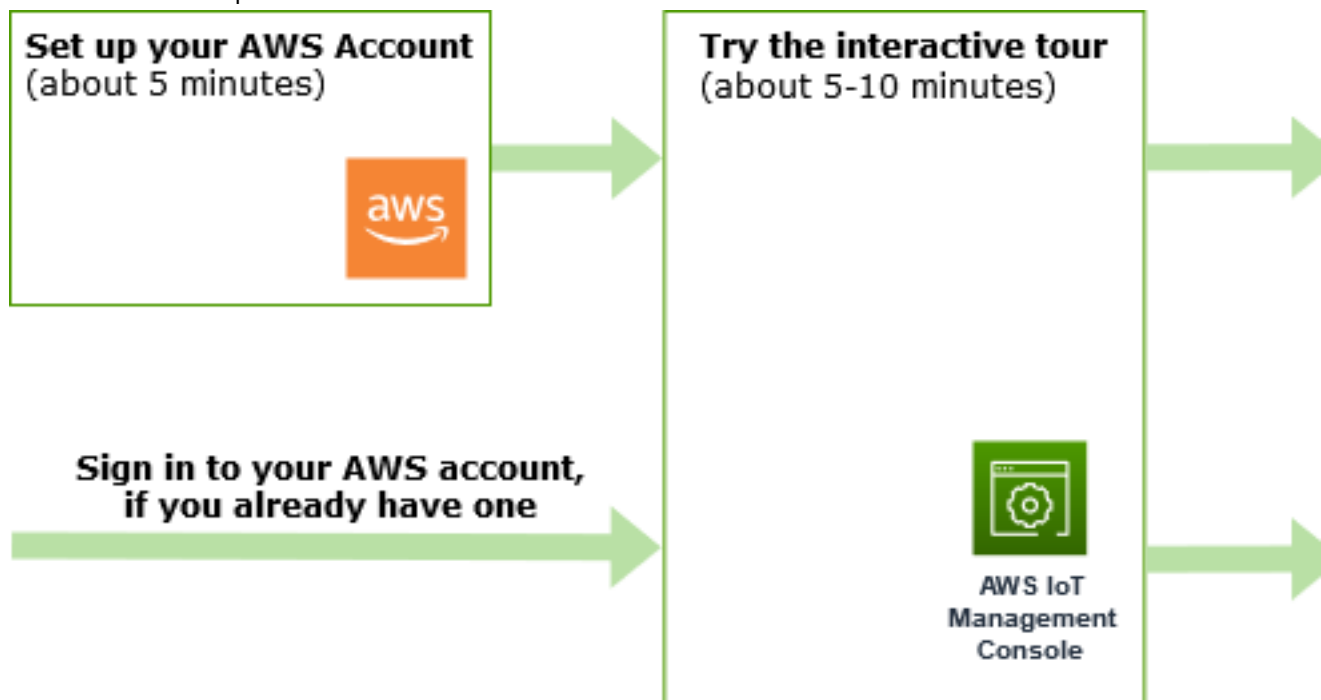 Set up your AWS Account
(about 5 minutes)
aws
Try the interactive tour
(about 5-10 minutes)
Sign in to your AWS account,
if you already have one
AWS IoT
Management
Console